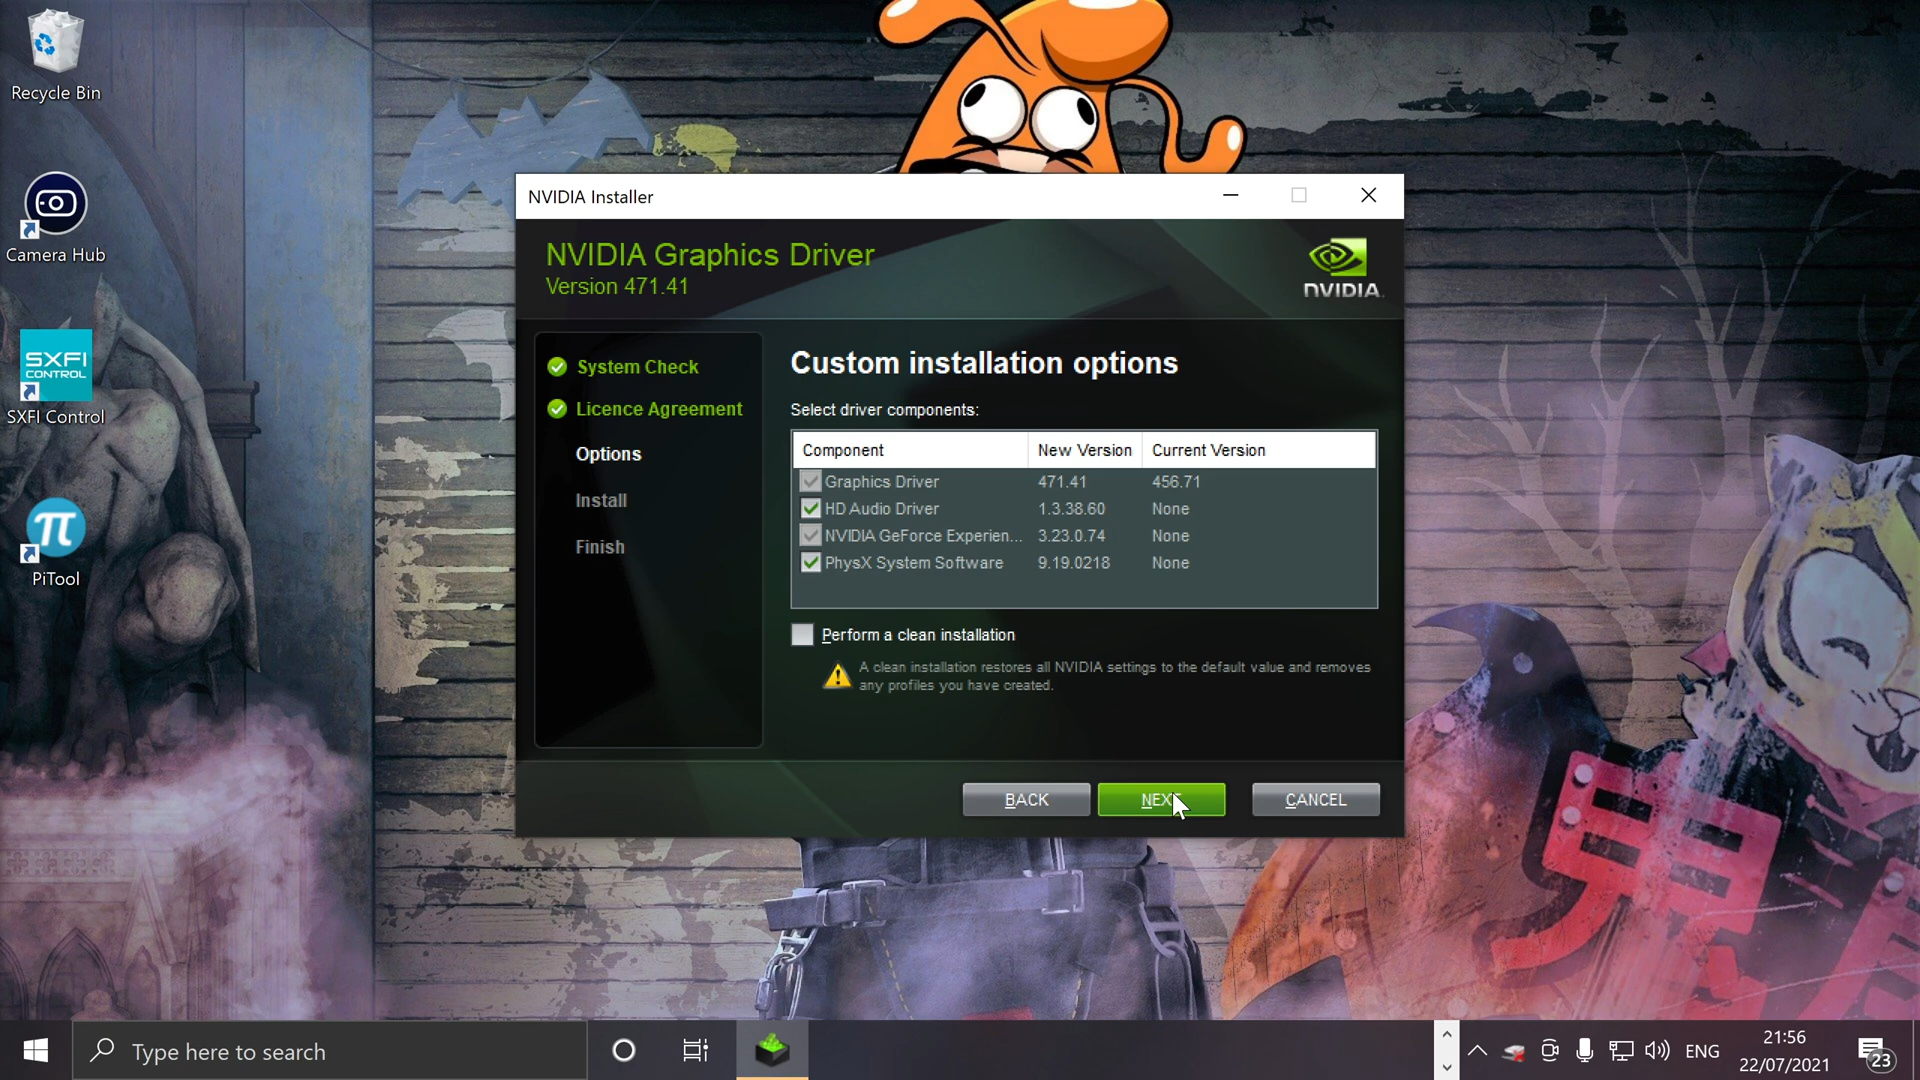 Recycle Bin
Camera Hub
SXFI
CONTROL
SXFI Control
PiTool
NVIDIA Installer
NVIDIA Graphics Driver
Version 471.41
NVIDIA.
System Check
Licence Agreement
Options
Install
Finish
Custom installation options
Select driver components:
Component New Version Current Version
Graphics Driver 471.41 456.71
HD Audio Driver 1.3.38.60 None
NVIDIA GeForce Experien... 3.23.0.74 None
PhysX System Software 9.19.0218 None
Perform a clean installation
A clean installation restores all NVIDIA settings to the default value and removes
any profiles you have created.
BACK NEXT CANCEL
Type here to search
ENG
21:56
22/07/2021
23